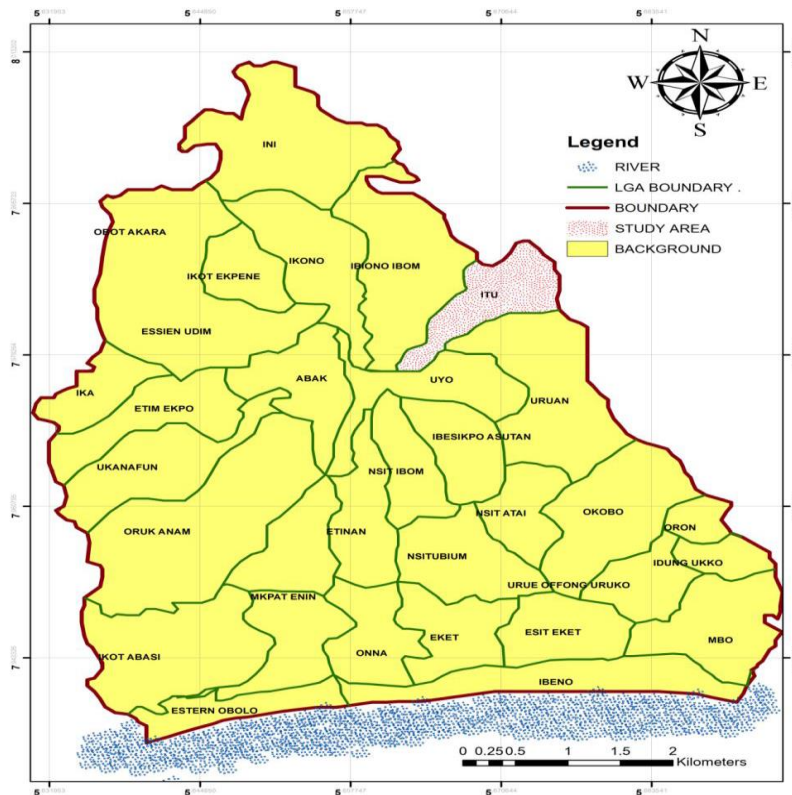 N
W E
S
Legend
RIVER
LGA BOUNDARY .
BOUNDARY
STUDY AREA
BACKGROUND
INI
OBOT AKARA
IKONO
IBIONO IBOM
IKOT EKPENE
ITU
ESSIEN UDIM
ABAK
UYO
IKA
ETIM EKPO
URUAN
IBESIKPO ASUTAN
UKANAFUN
NSIT IBOM
ORUK ANAM
ETINAN
NSIT ATAI
OKOBO
ORON
NSITUBIUM
IDUNG UKKO
URUE OFFONG URUKO
MKPAT ENIN
IKOT ABASI
ONNA
EKET
ESIT EKET
MBO
IBENO
ESTERN OBOLO
0 0.25 0.5 1 1.5 2
Kilometers